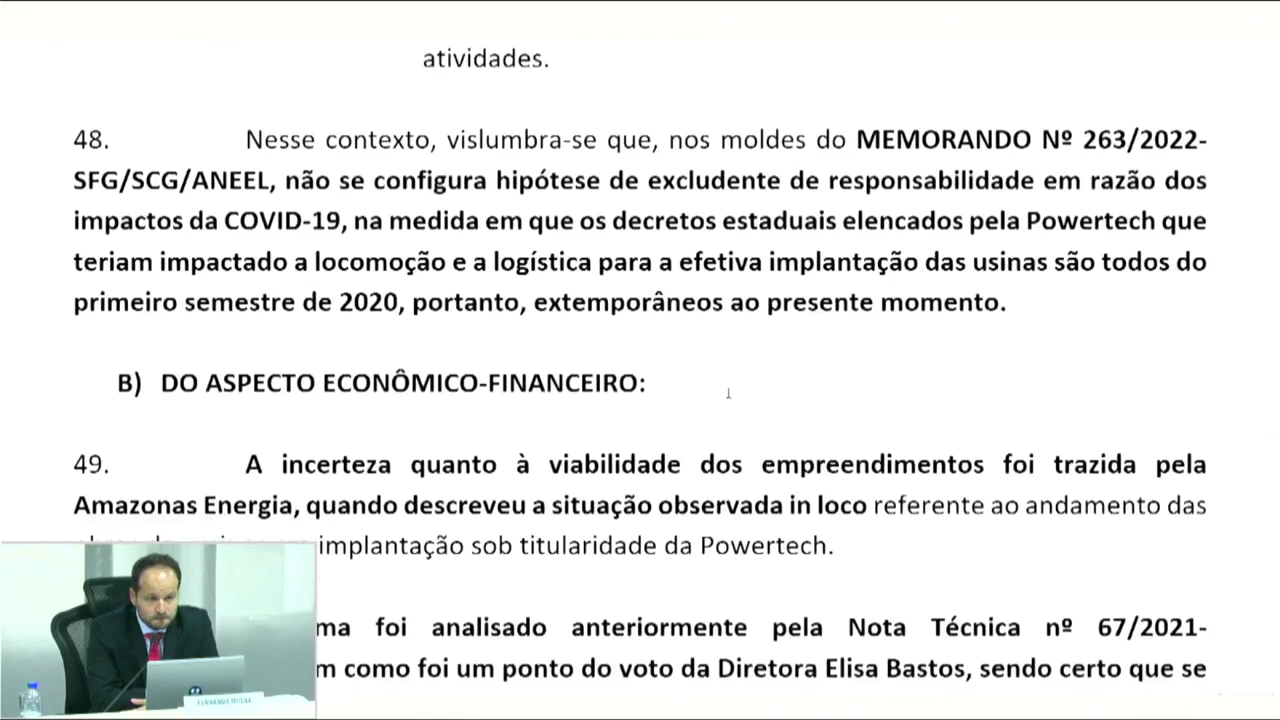 atividades.
48. Nesse contexto, vislumbra-se que, nos moldes do MEMORANDO Nº 263/2022-
SFG/SCG/ANEEL, não se configura hipótese de excludente de responsabilidade em razão dos
impactos da COVID-19, na medida em que os decretos estaduais elencados pela Powertech que
teriam impactado a locomoção e a logística para a efetiva implantação das usinas são todos do
primeiro semestre de 2020, portanto, extemporâneos ao presente momento.
B) DO ASPECTO ECONÔMICO-FINANCEIRO:
49. A incerteza quanto à viabilidade dos empreendimentos foi trazida pela
Amazonas Energia, quando descreveu a situação observada in loco referente ao andamento das
implantação sob titularidade da Powertech.
foi analisado anteriormente pela Nota Técnica nº 67/2021-
como foi um ponto do voto da Diretora Elisa Bastos, sendo certo que se